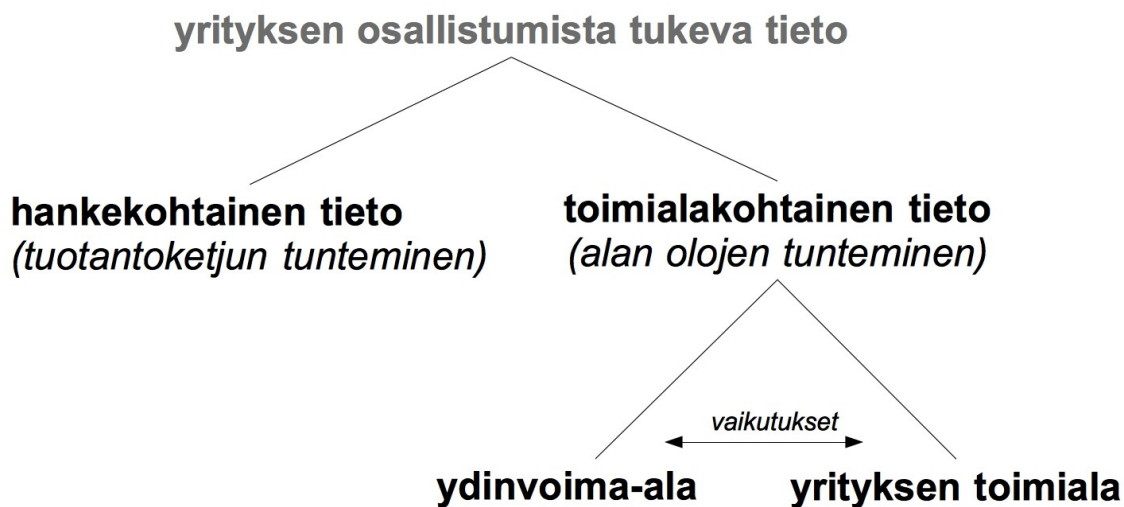 yrityksen osallistumista tukeva tieto
hankekohtainen tieto
(tuotantoketjun tunteminen)
toimialakohtainen tieto
(alan olojen tunteminen)
vaikutukset
ydinvoima-ala
yrityksen toimiala